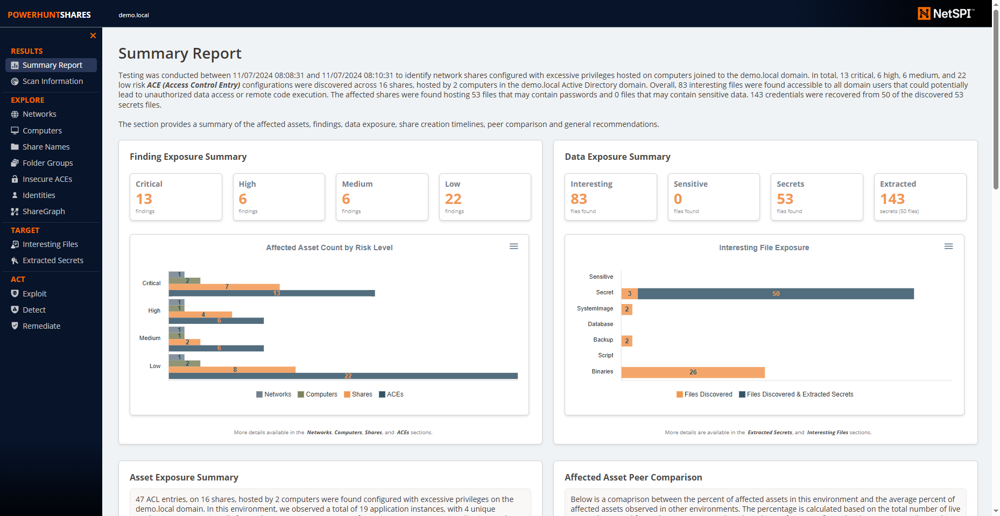 POWERHUNTSHARES
demo.local
NetSPI™
RESULTS
Summary Report
Scan Information
EXPLORE
Networks
Computers
Share Names
Folder Groups
Insecure ACEs
Identities
ShareGraph
TARGET
Interesting Files
Extracted Secrets
ACT
Exploit
Detect
Remediate
Summary Report
Testing was conducted between 11/07/2024 08:08:31 and 11/07/2024 08:10:31 to identify network shares configured with excessive privileges hosted on computers joined to the demo.local domain. In total, 13 critical, 6 high, 6 medium, and 22
low risk ACE (Access Control Entry) configurations were discovered across 16 shares, hosted by 2 computers in the demo.local Active Directory domain. Overall, 83 interesting files were found accessible to all domain users that could potentially
lead to unauthorized data access or remote code execution. The affected shares were found hosting 53 files that may contain passwords and 0 files that may contain sensitive data. 143 credentials were recovered from 50 of the discovered 53
secrets files.
The section provides a summary of the affected assets, findings, data exposure, share creation timelines, peer comparison and general recommendations.
Finding Exposure Summary
Critical
13
findings
High
6
findings
Medium
6
findings
Low
22
findings
Affected Asset Count by Risk Level
Critical
1
2
7
13
High
1
1
4
6
Medium
1
1
2
6
Low
1
2
8
22
Networks Computers Shares ACEs
More details available in the Networks, Computers, Shares, and ACEs sections.
Data Exposure Summary
Interesting
83
files found
Sensitive
0
files found
Secrets
53
files found
Extracted
143
secrets (50 files)
Interesting File Exposure
Sensitive
Secret 3 50
SystemImage 2
Database
Backup 2
Script
Binaries 26
Files Discovered Files Discovered & Extracted Secrets
More details are available in the Extracted Secrets, and Interesting Files sections.
Asset Exposure Summary
47 ACL entries, on 16 shares, hosted by 2 computers were found configured with excessive privileges on the
demo.local domain. In this environment, we observed a total of 19 application instances, with 4 unique
Affected Asset Peer Comparison
Below is a comaprison between the percent of affected assets in this environment and the average percent of
affected assets observed in other environments. The percentage is calculated based on the total number of live